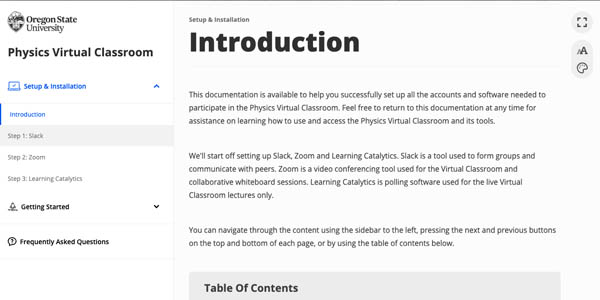 Oregon State
University
Physics Virtual Classroom
Setup & Installation
Introduction
Step 1: Slack
Step 2: Zoom
Step 3: Learning Catalytics
Getting Started
Frequently Asked Questions
Setup & Installation
Introduction
This documentation is available to help you successfully set up all the accounts and software needed to
participate in the Physics Virtual Classroom. Feel free to return to this documentation at any time for
assistance on learning how to use and access the Physics Virtual Classroom and its tools.
We'll start off setting up Slack, Zoom and Learning Catalytics. Slack is a tool used to form groups and
communicate with peers. Zoom is a video conferencing tool used for the Virtual Classroom and
collaborative whiteboard sessions. Learning Catalytics is polling software used for the live Virtual
Classroom lectures only.
You can navigate through the content using the sidebar to the left, pressing the next and previous buttons
on the top and bottom of each page, or by using the table of contents below.
Table Of Contents
AA